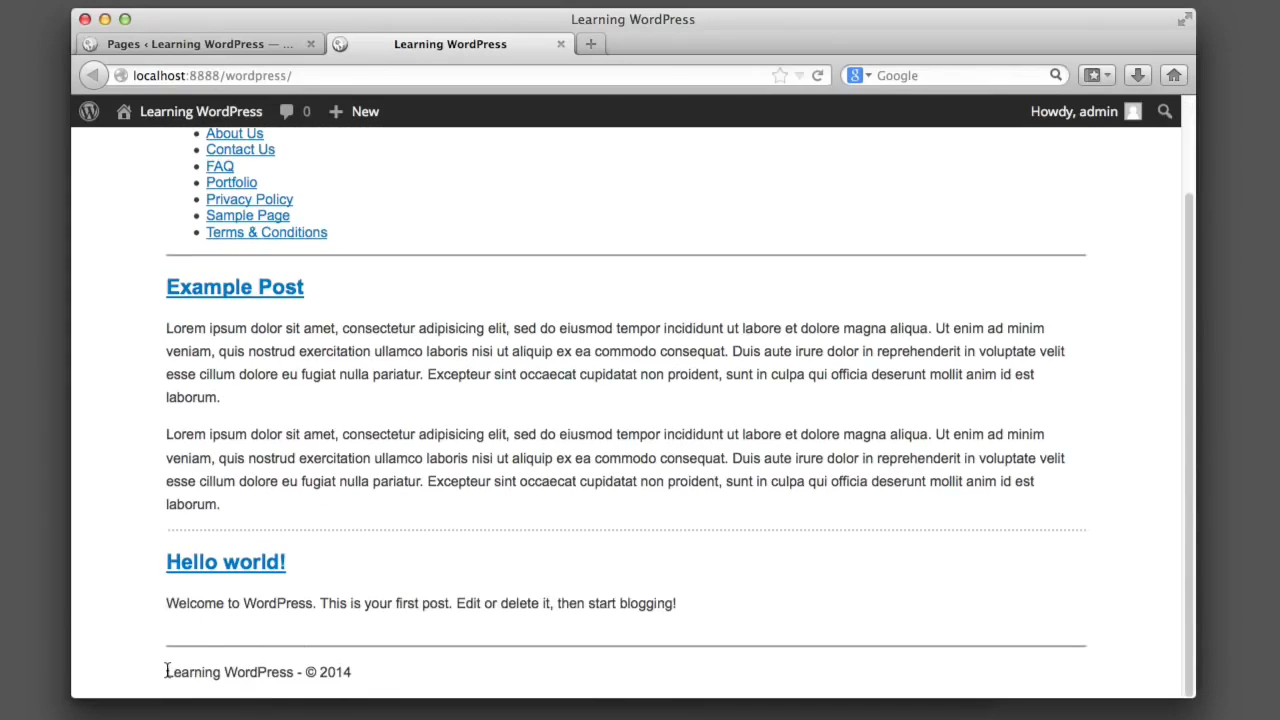 Learning WordPress
Pages ‹ Learning WordPress — ...
Learning WordPress
localhost:8888/wordpress/
Google
Learning WordPress 0 New
Howdy, admin
About Us
Contact Us
FAQ
Portfolio
Privacy Policy
Sample Page
Terms & Conditions
Example Post
Lorem ipsum dolor sit amet, consectetur adipisicing elit, sed do eiusmod tempor incididunt ut labore et dolore magna aliqua. Ut enim ad minim
veniam, quis nostrud exercitation ullamco laboris nisi ut aliquip ex ea commodo consequat. Duis aute irure dolor in reprehenderit in voluptate velit
esse cillum dolore eu fugiat nulla pariatur. Excepteur sint occaecat cupidatat non proident, sunt in culpa qui officia deserunt mollit anim id est
laborum.
Lorem ipsum dolor sit amet, consectetur adipisicing elit, sed do eiusmod tempor incididunt ut labore et dolore magna aliqua. Ut enim ad minim
veniam, quis nostrud exercitation ullamco laboris nisi ut aliquip ex ea commodo consequat. Duis aute irure dolor in reprehenderit in voluptate velit
esse cillum dolore eu fugiat nulla pariatur. Excepteur sint occaecat cupidatat non proident, sunt in culpa qui officia deserunt mollit anim id est
laborum.
Hello world!
Welcome to WordPress. This is your first post. Edit or delete it, then start blogging!
Learning WordPress - © 2014